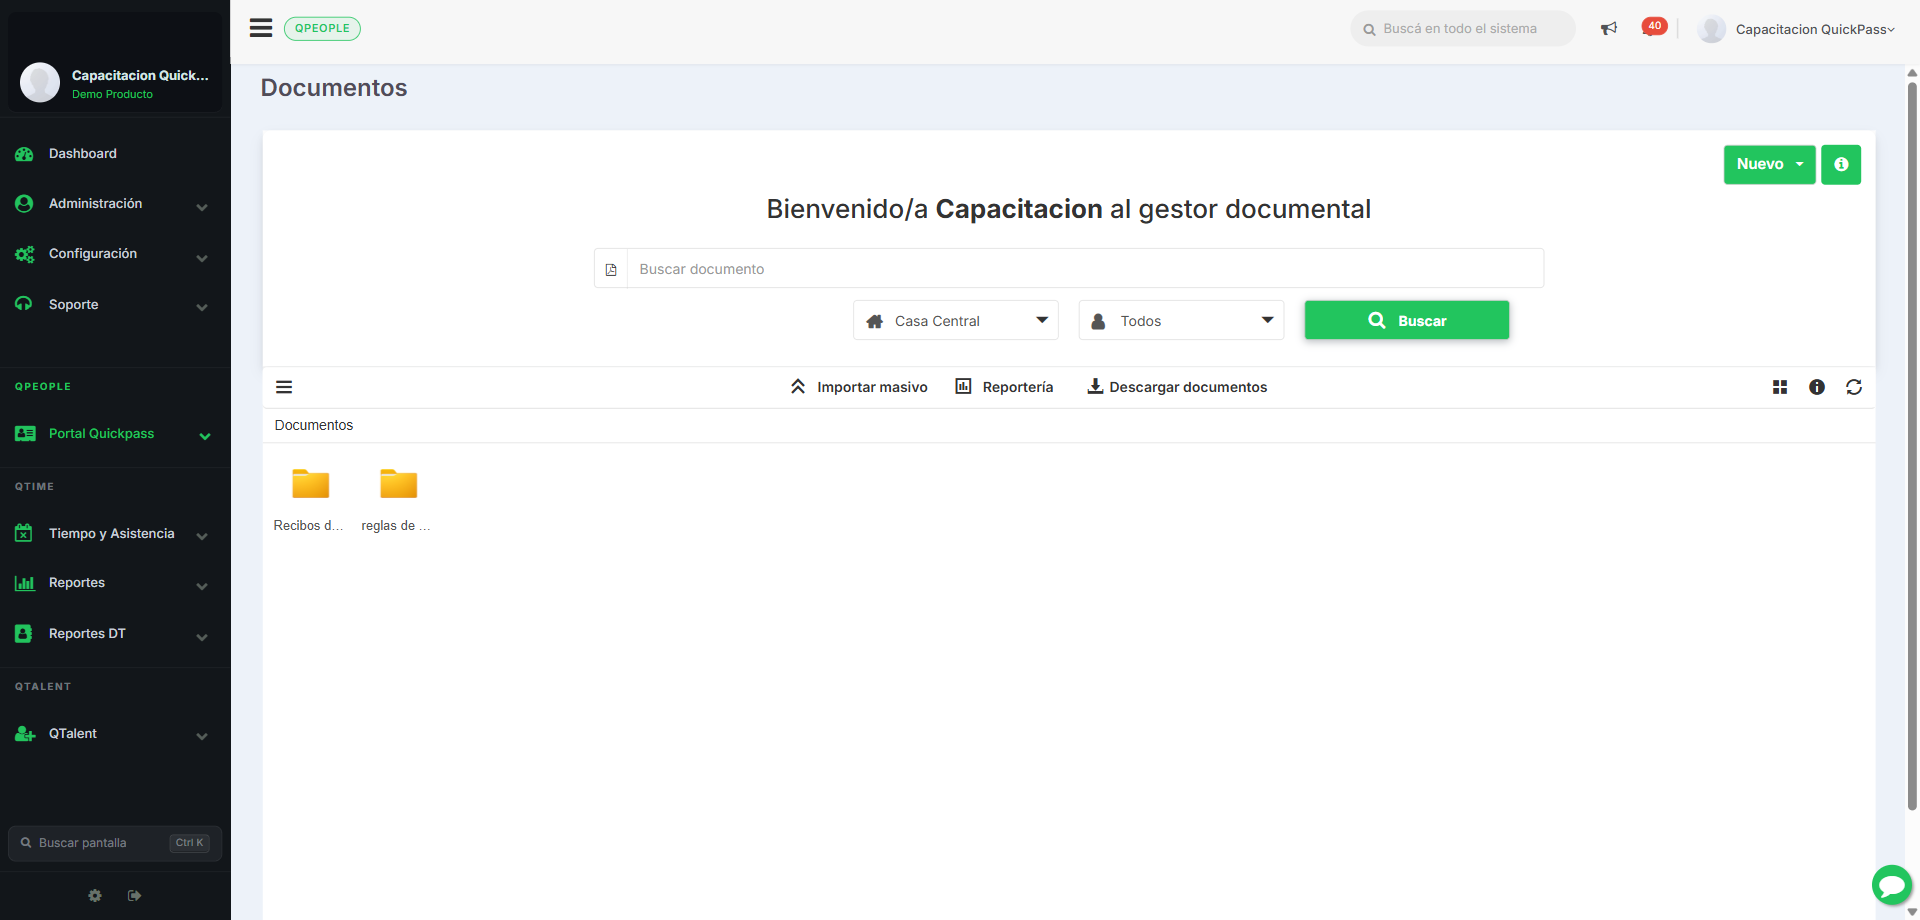 Capacitacion Quick...
Demo Producto
Dashboard
Administración
Configuración
Soporte
QPEOPLE
Portal Quickpass
QTIME
Tiempo y Asistencia
Reportes
Reportes DT
QTALENT
QTalent
Buscar pantalla
Ctrl K
QPEOPLE
Buscá en todo el sistema
40
Capacitacion QuickPass
Documentos
Nuevo
Bienvenido/a Capacitacion al gestor documental
Buscar documento
Casa Central
Todos
Buscar
Importar masivo
Reportería
Descargar documentos
Documentos
Recibos d...
reglas de ...